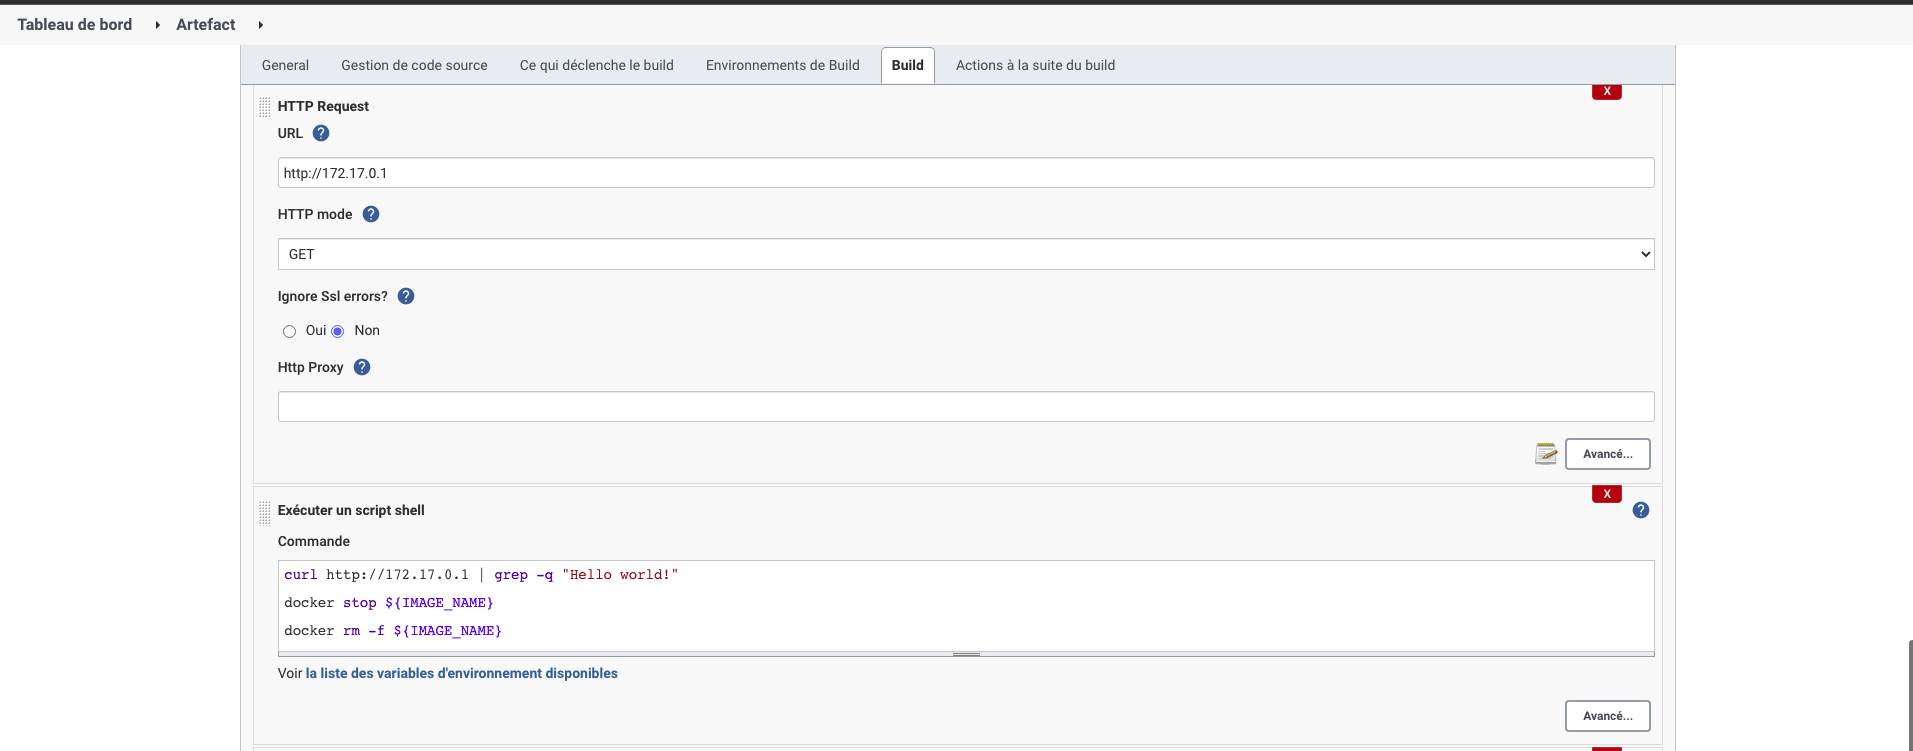 Tableau de bord Artefact
General Gestion de code source Ce qui déclenche le build Environnements de Build Build Actions à la suite du build
X
HTTP Request
URL ?
http://172.17.0.1
HTTP mode ?
GET
Ignore Ssl errors? ?
Oui Non
Http Proxy ?
Avancé...
X
Exécuter un script shell ?
Commande
curl http://172.17.0.1 | grep -q "Hello world!"
docker stop ${IMAGE_NAME}
docker rm -f ${IMAGE_NAME}
Voir la liste des variables d'environnement disponibles
Avancé...